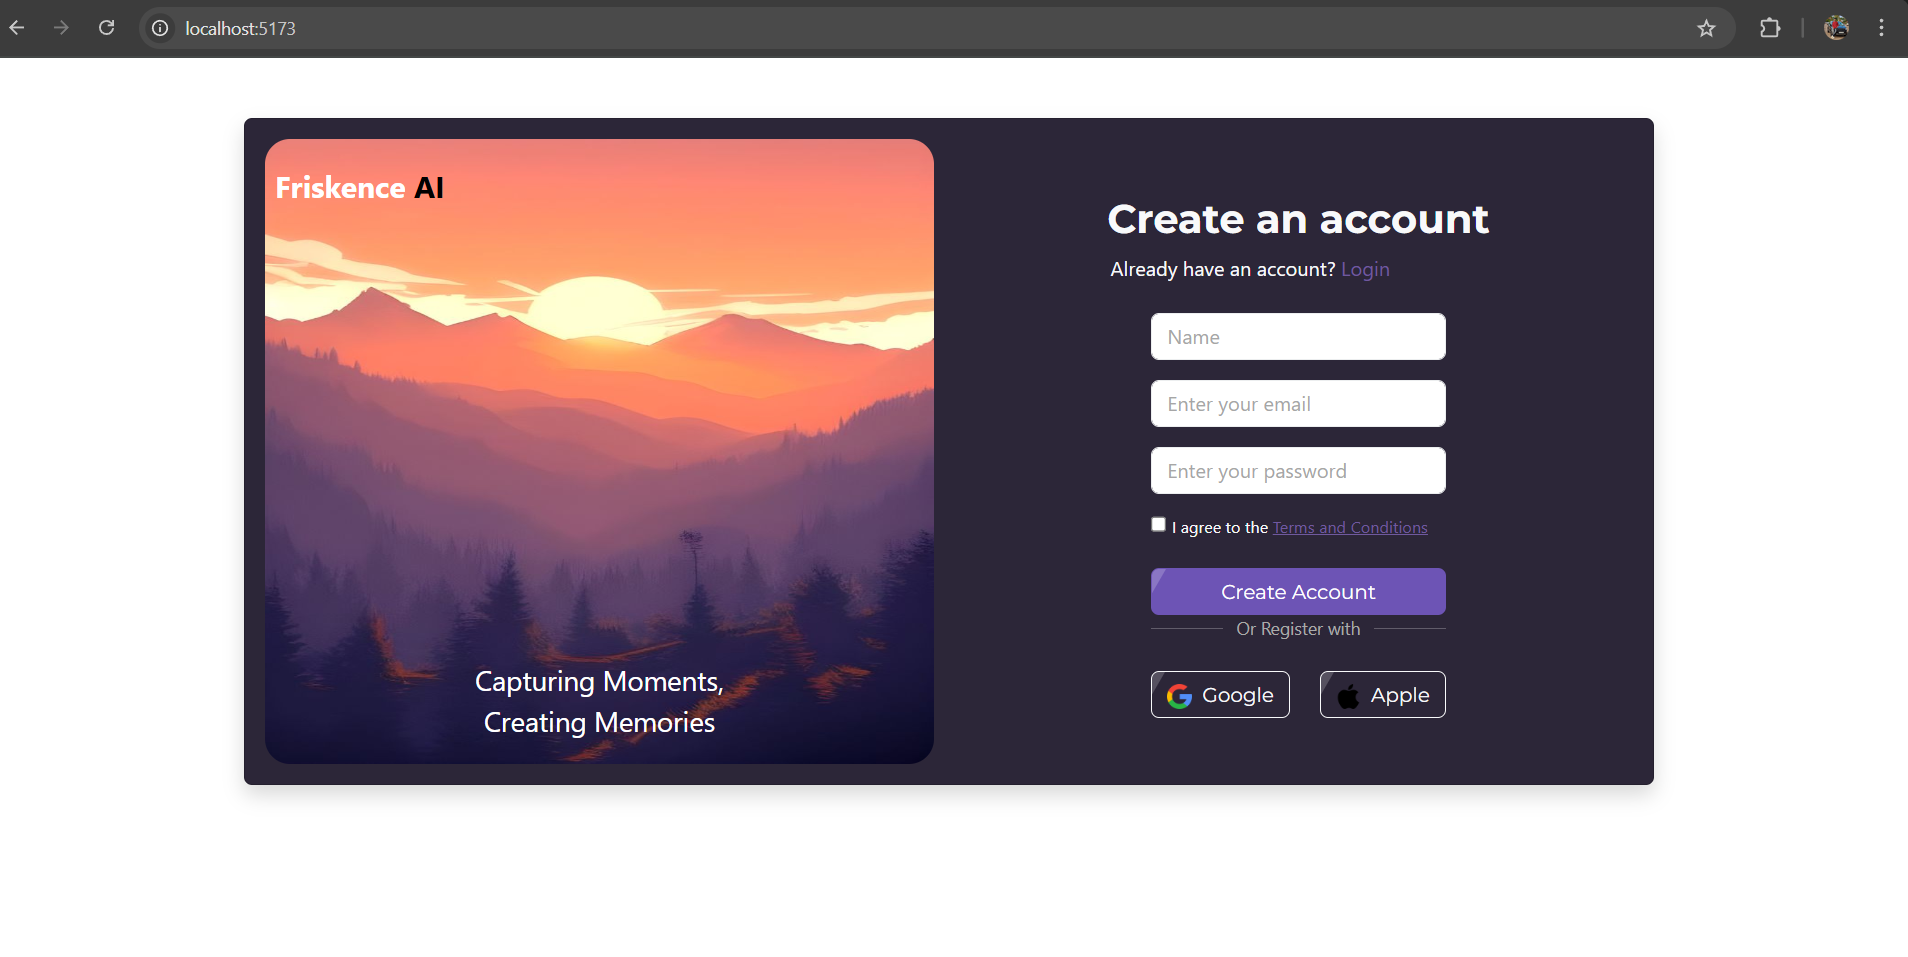 localhost:5173
Friskence AI
Create an account
Already have an account? Login
Name
Enter your email
Enter your password
I agree to the Terms and Conditions
Create Account
Or Register with
Google
Apple
Capturing Moments,
Creating Memories